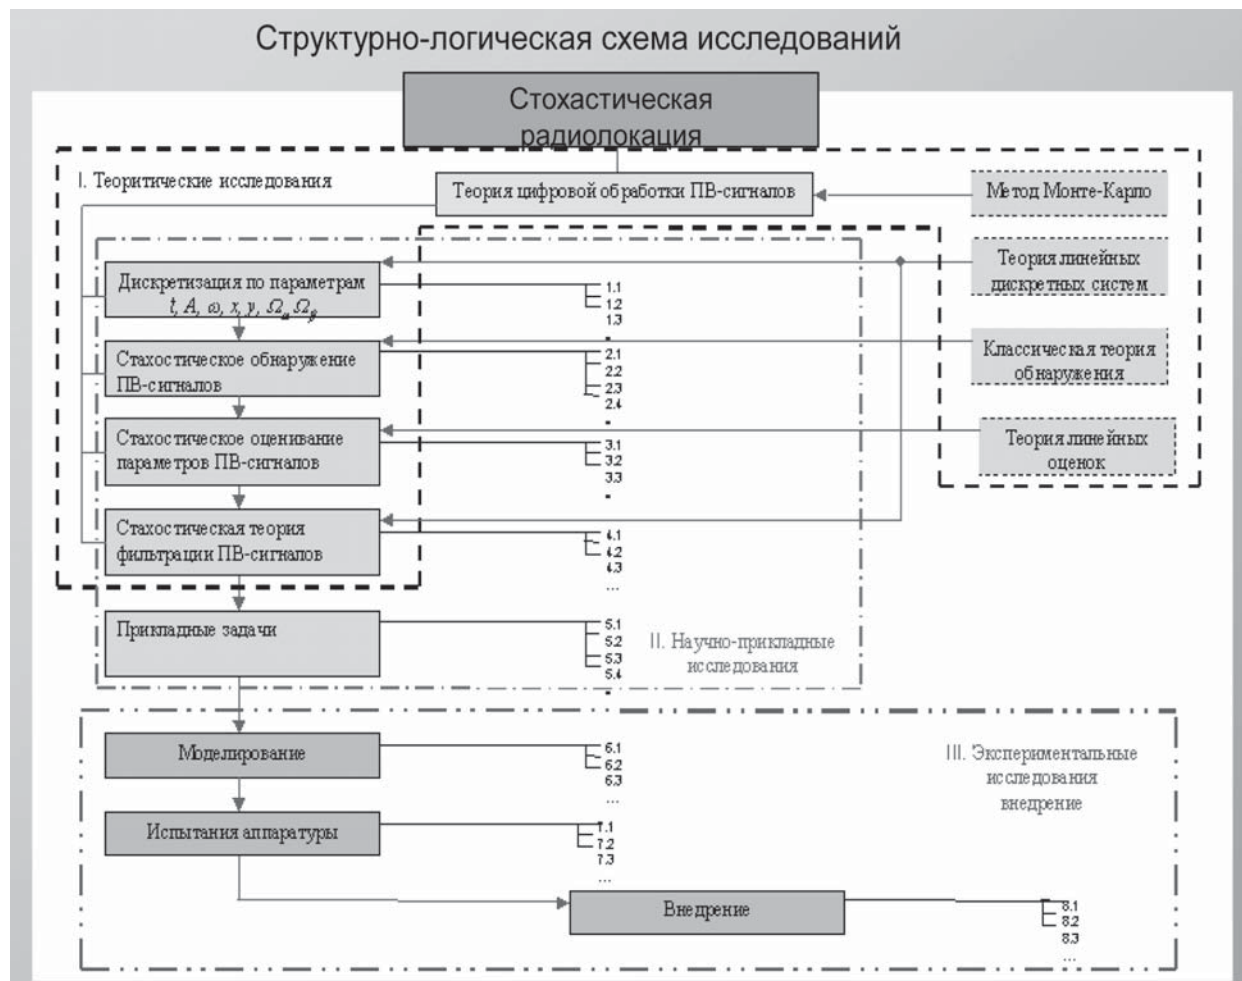 Структурно-логическая схема исследований
Стохастическая
радиолокация
I. Теоритические исследования
Теория цифровой обработки ПВ-сигналов
Метод Монте-Карло
Теория линейных
дискретных систем
Дискретизация по параметрам
t, A, ω, x, y, Ωα Ωβ
1.1
1.2
1.3
Классическая теория
обнаружения
Стахостическое обнаружение
ПВ-сигналов
2.1
2.2
2.3
2.4
Теория линейных
оценок
Стахостическое оценивание
параметров ПВ-сигналов
3.1
3.2
3.3
Стахостическая теория
фильтрации ПВ-сигналов
4.1
4.2
4.3
...
Прикладные задачи
5.1
5.2
5.3
5.4
II. Научно-прикладные
исследования
Моделирование
6.1
6.2
6.3
...
III. Экспериментальные
исследования
внедрение
Испытания аппаратуры
7.1
7.2
7.3
...
Внедрение
8.1
8.2
8.3
...